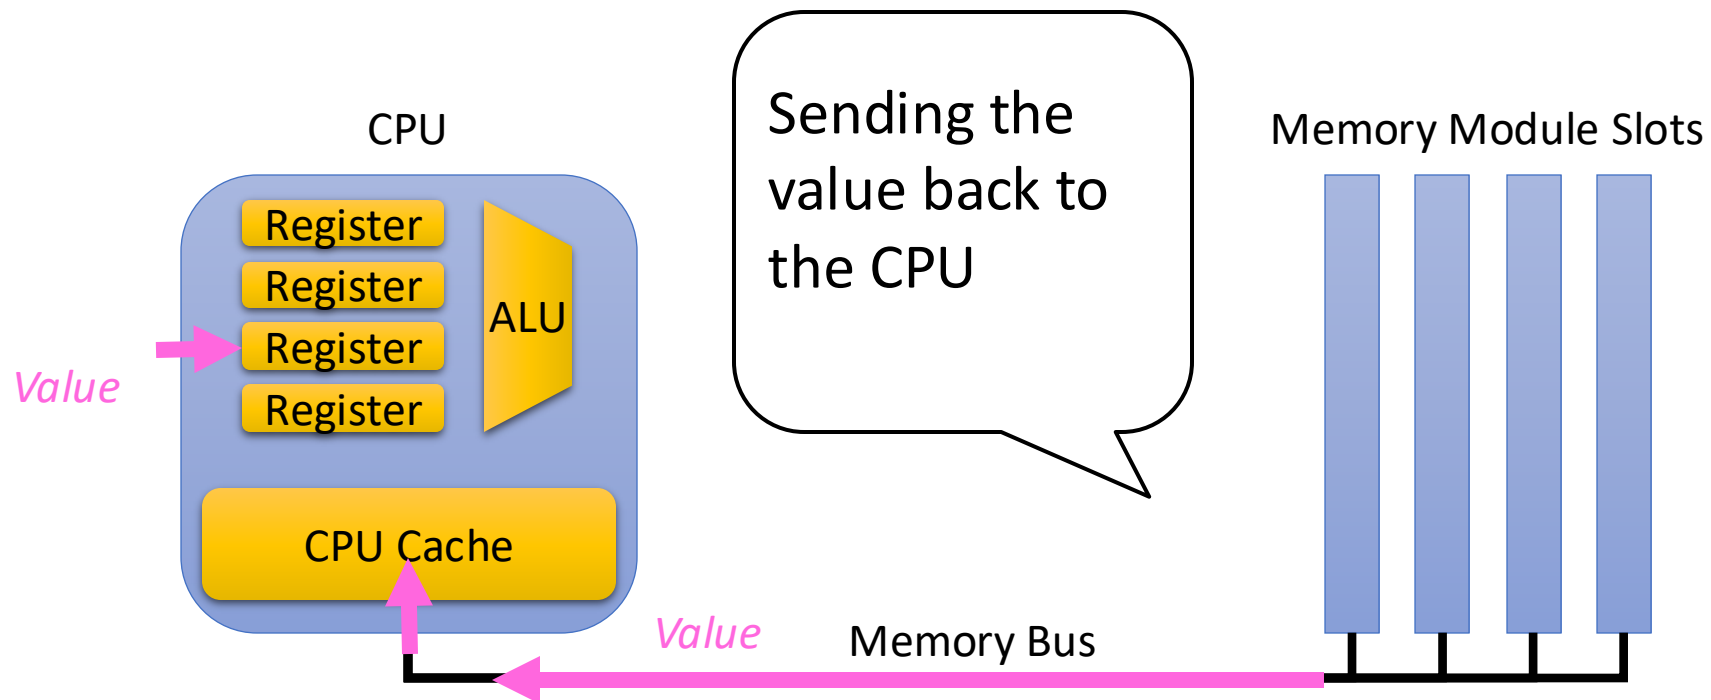 CPU
Register
Register
Register
Register
ALU
Value
CPU Cache
Sending the
value back to
the CPU
Memory Module Slots
Value
Memory Bus